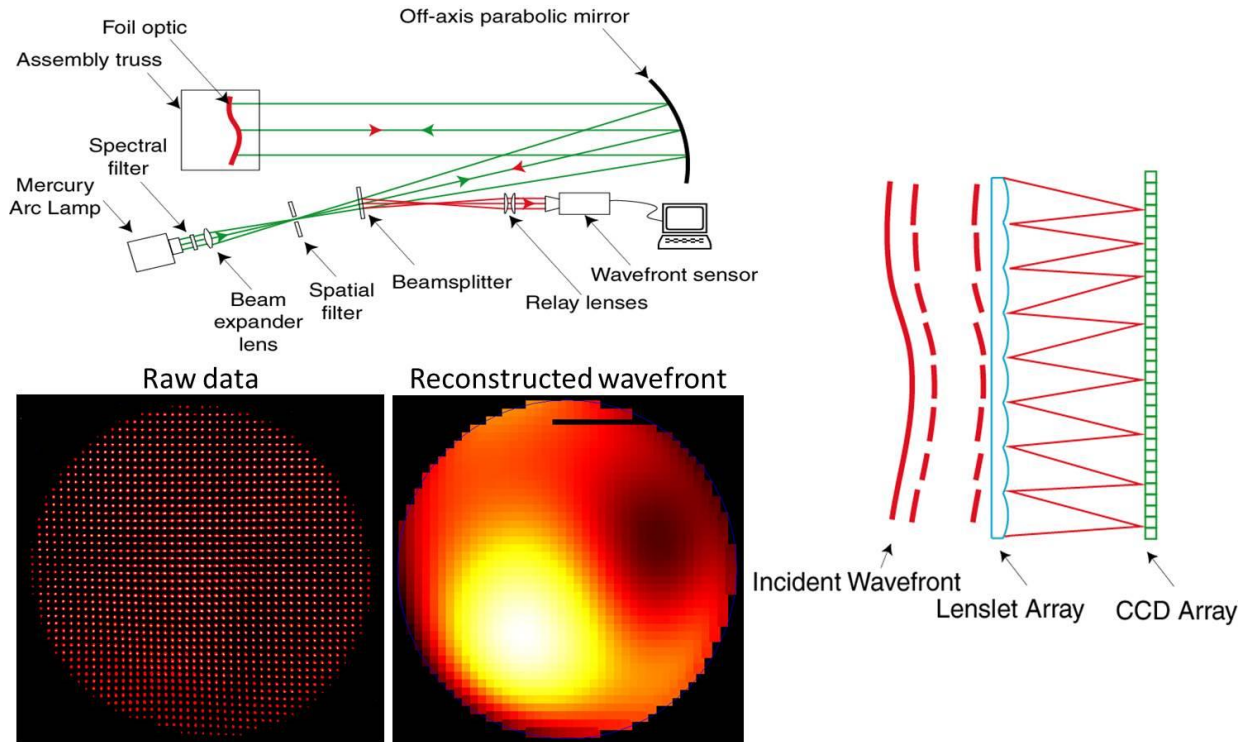 Foil optic
Assembly truss
Spectral
filter
Mercury
Arc Lamp
Off-axis parabolic mirror
Beam
expander
lens
Spatial
filter
Beamsplitter
Relay lenses
Wavefront sensor
Raw data
Reconstructed wavefront
Incident Wavefront
Lenslet Array
CCD Array